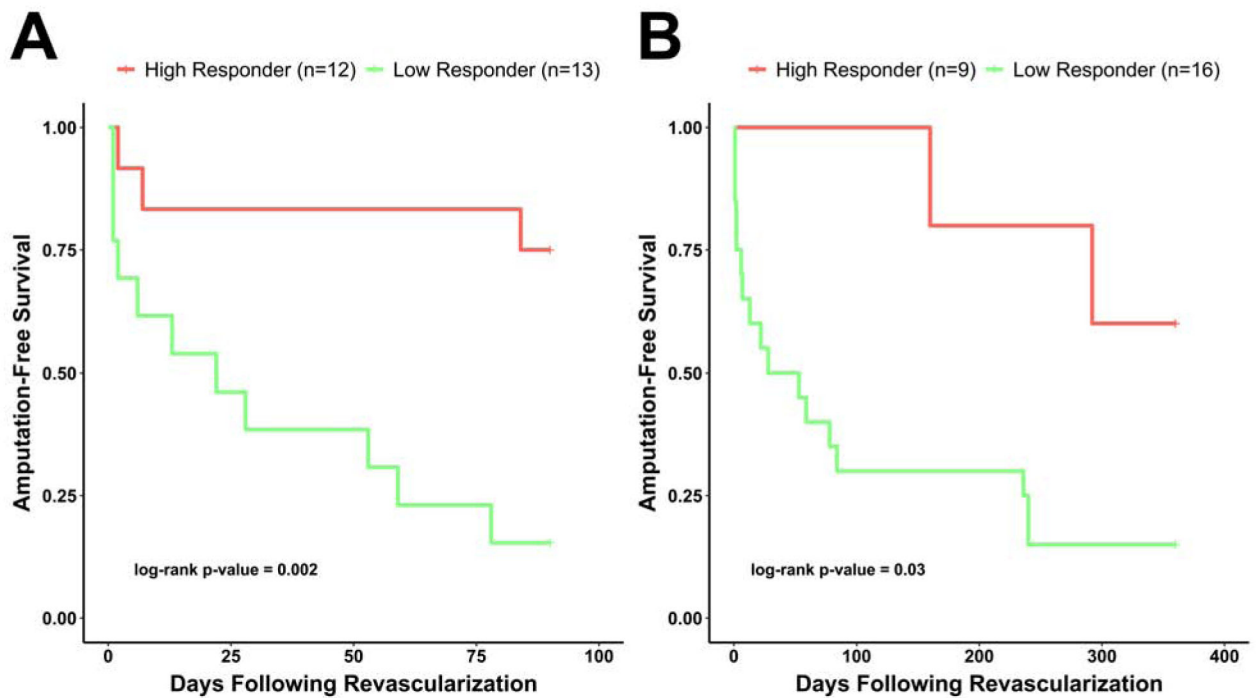 A
High Responder (n=12) Low Responder (n=13)
1.00
0.75
0.50
0.25
0.00
Amputation-Free Survival
log-rank p-value = 0.002
0 25 50 75 100
Days Following Revascularization
B
High Responder (n=9) Low Responder (n=16)
1.00
0.75
0.50
0.25
0.00
Amputation-Free Survival
log-rank p-value = 0.03
0 100 200 300 400
Days Following Revascularization